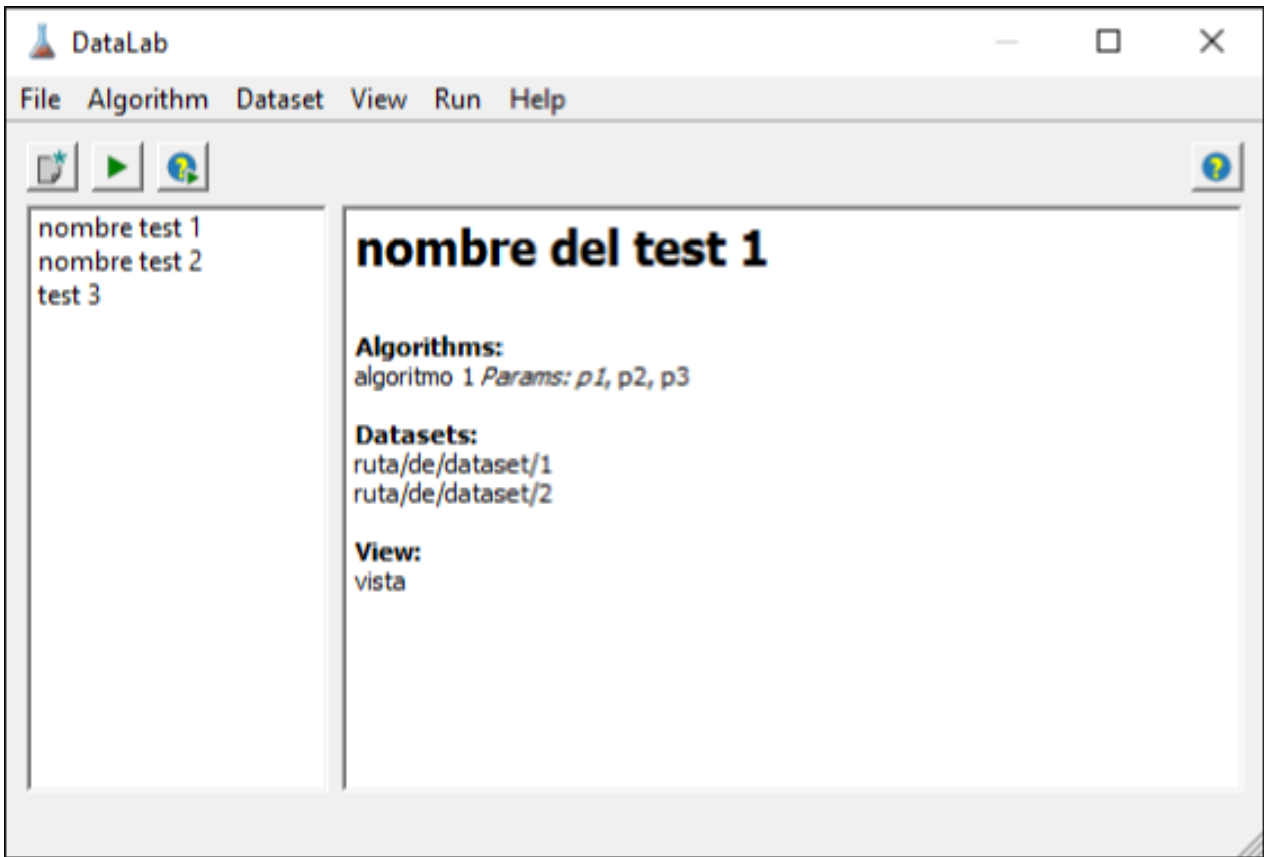 DataLab
File Algorithm Dataset View Run Help
nombre test 1
nombre test 2
test 3
nombre del test 1
Algorithms:
algoritmo 1 Params: p1, p2, p3
Datasets:
ruta/de/dataset/1
ruta/de/dataset/2
View:
vista